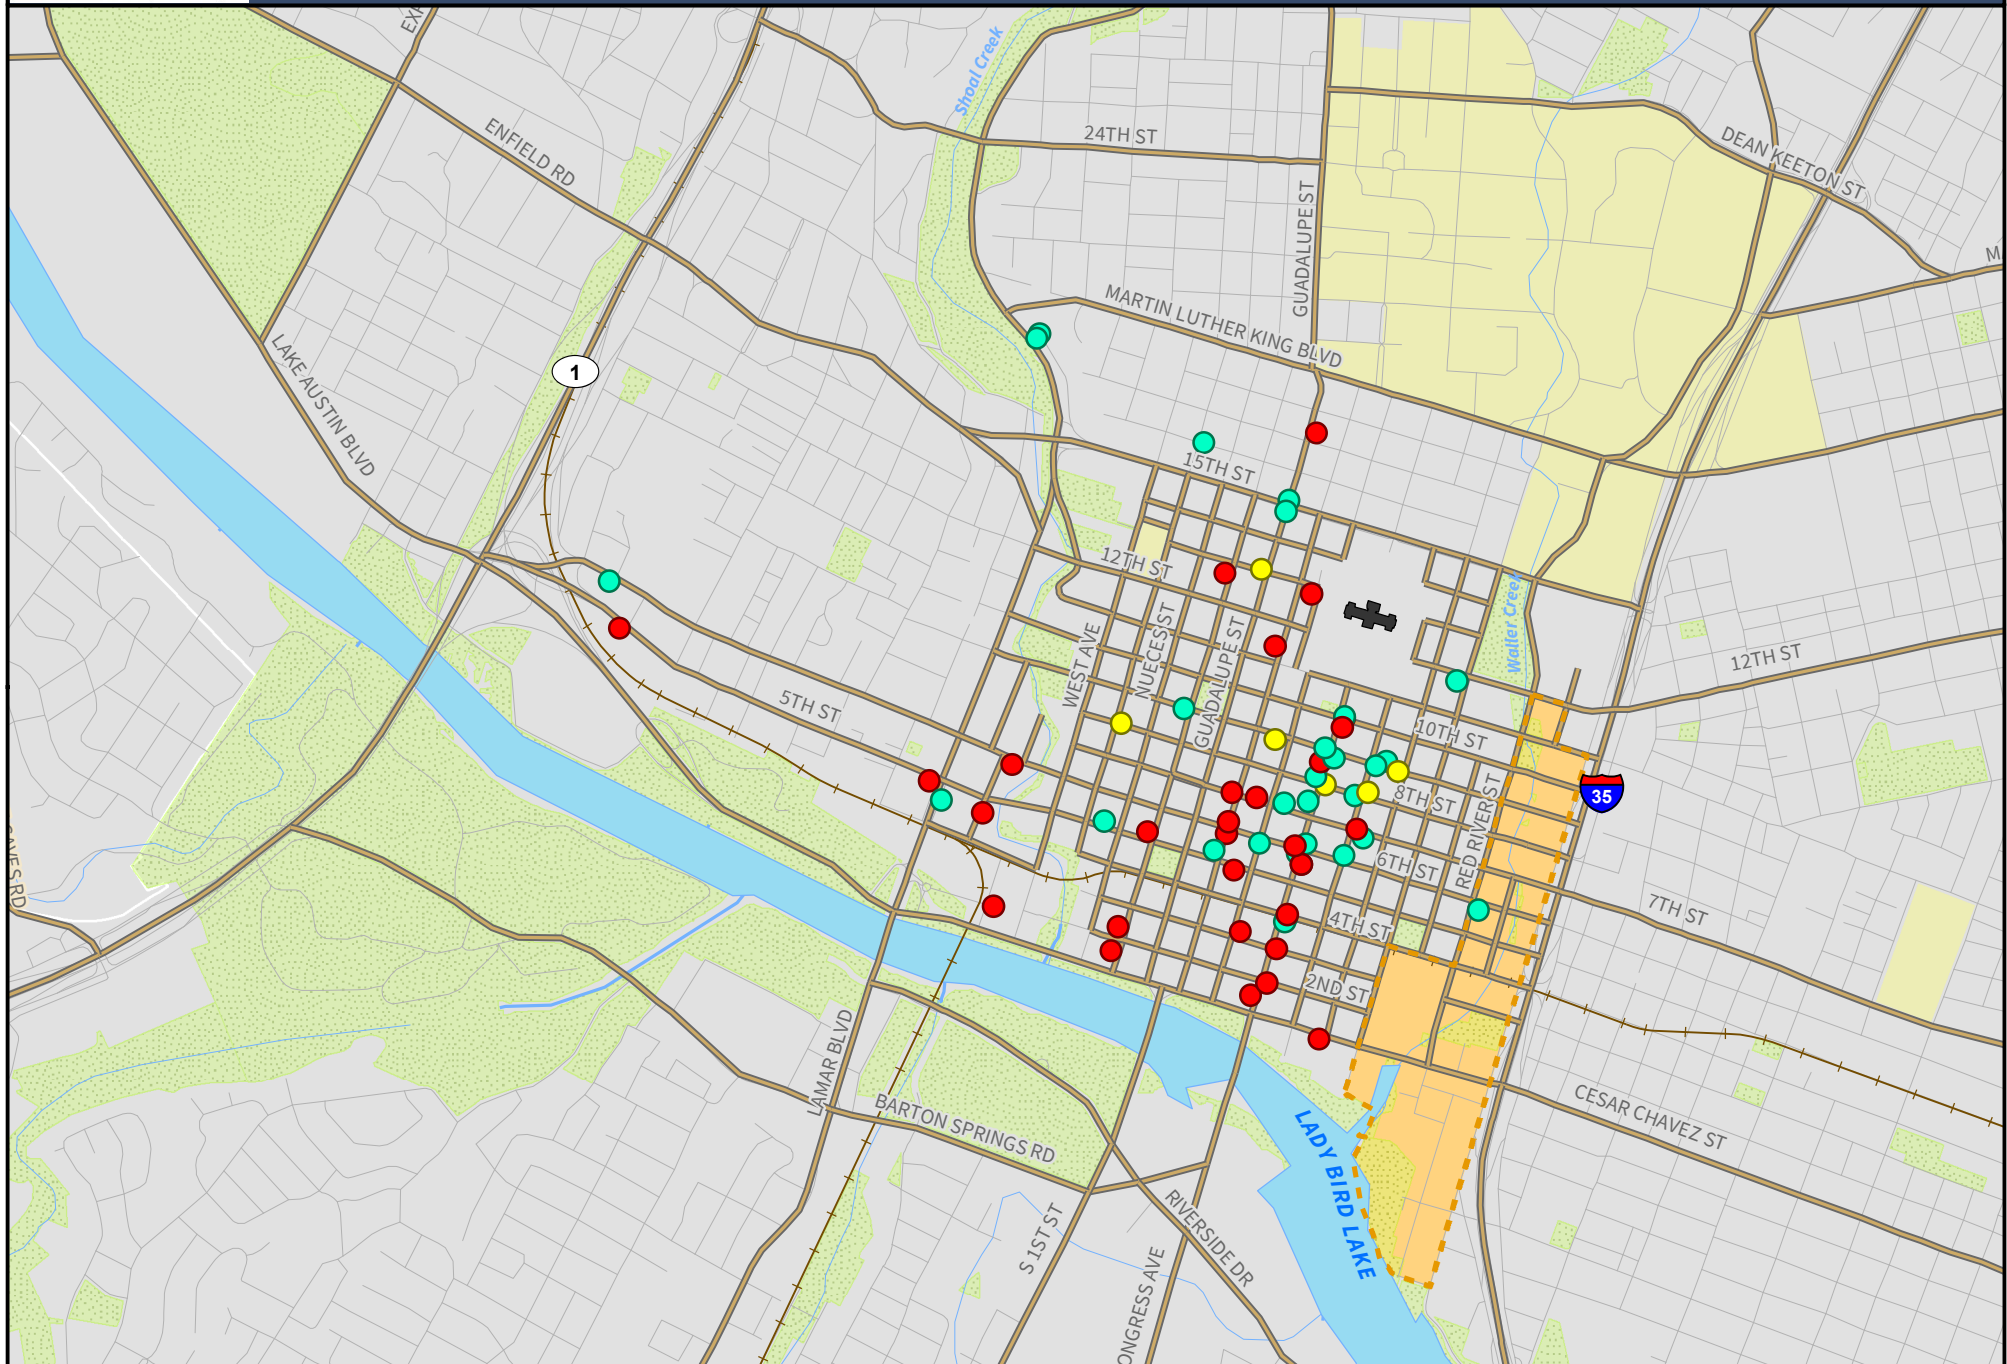 Shoal Creek
24TH ST
ENFIELD RD
DEAN KEETON ST
GUADALUPE ST
MARTIN LUTHER KING BLVD
LAKE AUSTIN BLVD
1
15TH ST
12TH ST
Waller Creek
WEST AVE
NUECES ST
GUADALUPE ST
12TH ST
5TH ST
10TH ST
8TH ST
RED RIVER ST
35
6TH ST
7TH ST
4TH ST
2ND ST
LAMAR BLVD
BARTON SPRINGS RD
CESAR CHAVEZ ST
LADY BIRD LAKE
S 1ST ST
RIVERSIDE DR
ONGRESS AVE